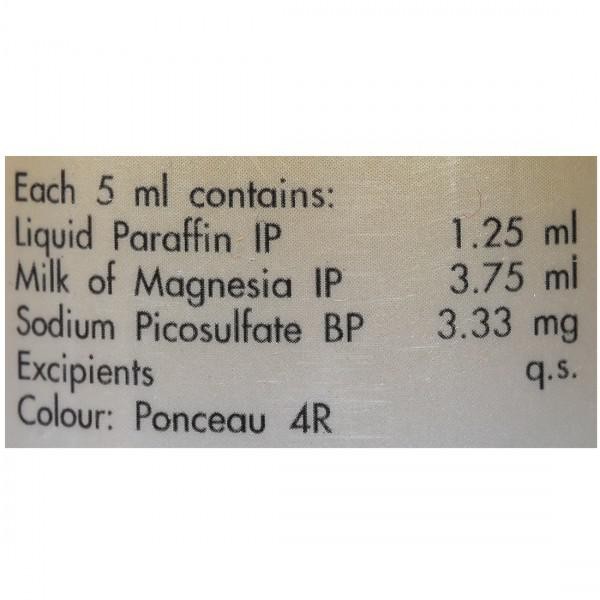 Each 5 ml contains:
Liquid Paraffin IP 1.25 ml
Milk of Magnesia IP 3.75 ml
Sodium Picosulfate BP 3.33 mg
Excipients q.s.
Colour: Ponceau 4R